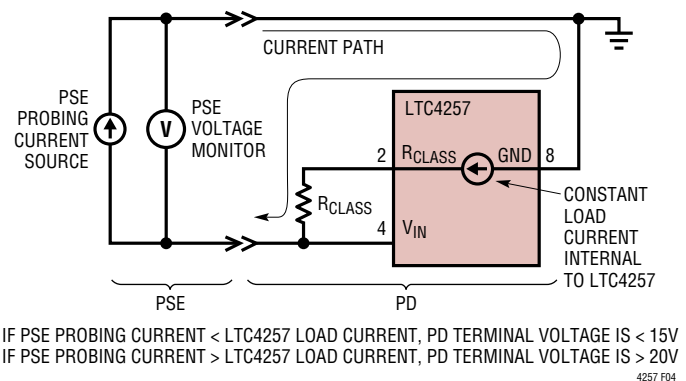 CURRENT PATH
PSE
PROBING
CURRENT
SOURCE
V
PSE
VOLTAGE
MONITOR
LTC4257
2
RCLASS
GND
8
RCLASS
4
VIN
CONSTANT
LOAD
CURRENT
INTERNAL
TO LTC4257
PSE
PD
IF PSE PROBING CURRENT < LTC4257 LOAD CURRENT, PD TERMINAL VOLTAGE IS < 15V
IF PSE PROBING CURRENT > LTC4257 LOAD CURRENT, PD TERMINAL VOLTAGE IS > 20V
4257 F04